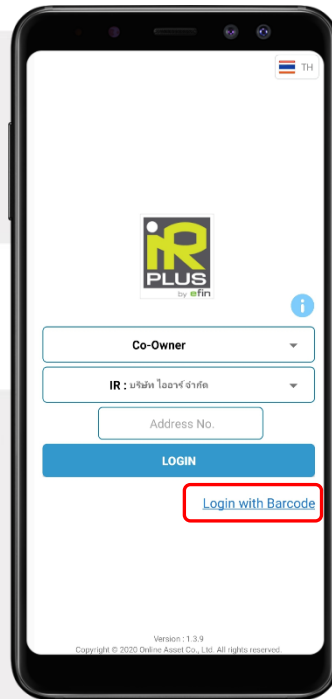 TH
iR
PLUS
by efin
i
Co-Owner
IR : บริษัท ไออาร์ จำกัด
Address No.
LOGIN
Login with Barcode
Version : 1.3.9
Copyright © 2020 Online Asset Co., Ltd. All rights reserved.